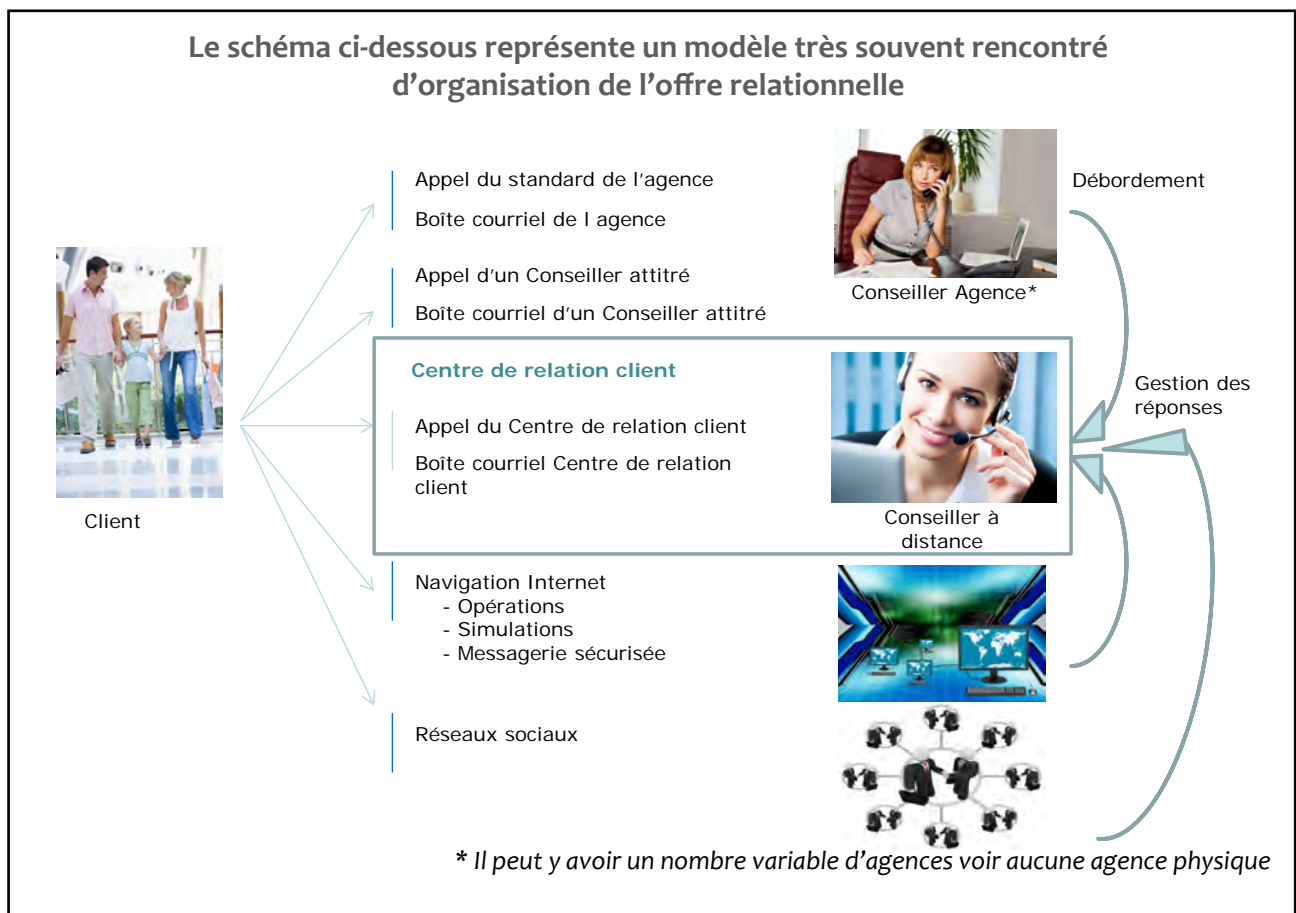 Le schéma ci-dessous représente un modèle très souvent rencontré
d'organisation de l'offre relationnelle
Appel du standard de l'agence
Boîte courriel de l agence
Débordement
Appel d'un Conseiller attitré
Boîte courriel d'un Conseiller attitré
Conseiller Agence*
Centre de relation client
Appel du Centre de relation client
Boîte courriel Centre de relation
client
Gestion des
réponses
Client
Conseiller à
distance
Navigation Internet
- Opérations
- Simulations
- Messagerie sécurisée
Réseaux sociaux
* Il peut y avoir un nombre variable d'agences voir aucune agence physique